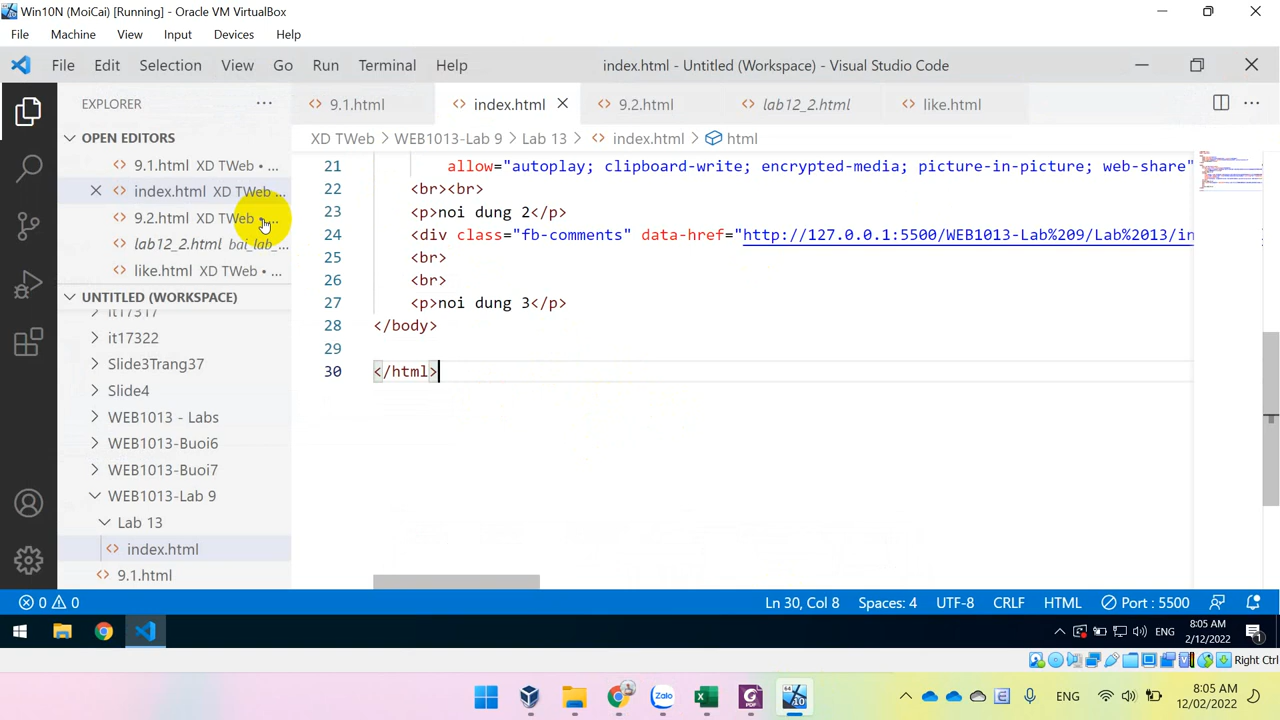 Win10N (MoiCai) [Running] - Oracle VM VirtualBox
File Machine View Input Devices Help
File Edit Selection View Go Run Terminal Help index.html - Untitled (Workspace) - Visual Studio Code
EXPLORER ··· 9.1.html index.html 9.2.html lab12_2.html like.html ···
OPEN EDITORS XD TWeb > WEB1013-Lab 9 > Lab 13 > index.html > html
9.1.html XD TWeb • ...
index.html XD TWeb...
9.2.html XD TWeb • ...
lab12_2.html bai_lab_...
like.html XD TWeb • ...
21 allow="autoplay; clipboard-write; encrypted-media; picture-in-picture; web-share"
22 <br><br>
23 <p>noi dung 2</p>
24 <div class="fb-comments" data-href="http://127.0.0.1:5500/WEB1013-Lab%209/Lab%2013/in
25 <br>
26 <br>
27 <p>noi dung 3</p>
28 </body>
29
30 </html>
UNTITLED (WORKSPACE)
it17317
it17322
Slide3Trang37
Slide4
WEB1013 - Labs
WEB1013-Buoi6
WEB1013-Buoi7
WEB1013-Lab 9
Lab 13
index.html
9.1.html
0 0 Ln 30, Col 8 Spaces: 4 UTF-8 CRLF HTML Port : 5500
ENG 8:05 AM
2/12/2022 1
Right Ctrl
ENG 8:05 AM
12/02/2022